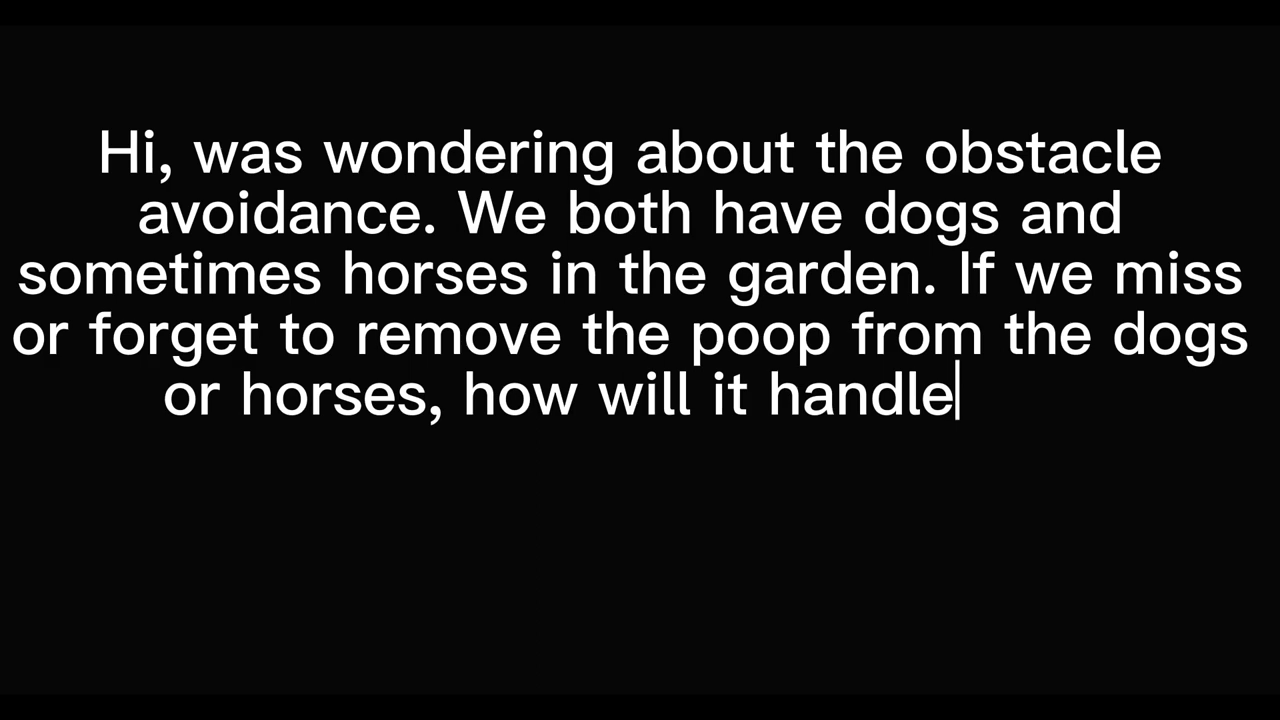 Hi, was wondering about the obstacle
avoidance. We both have dogs and
sometimes horses in the garden. If we miss
or forget to remove the poop from the dogs
or horses, how will it handle